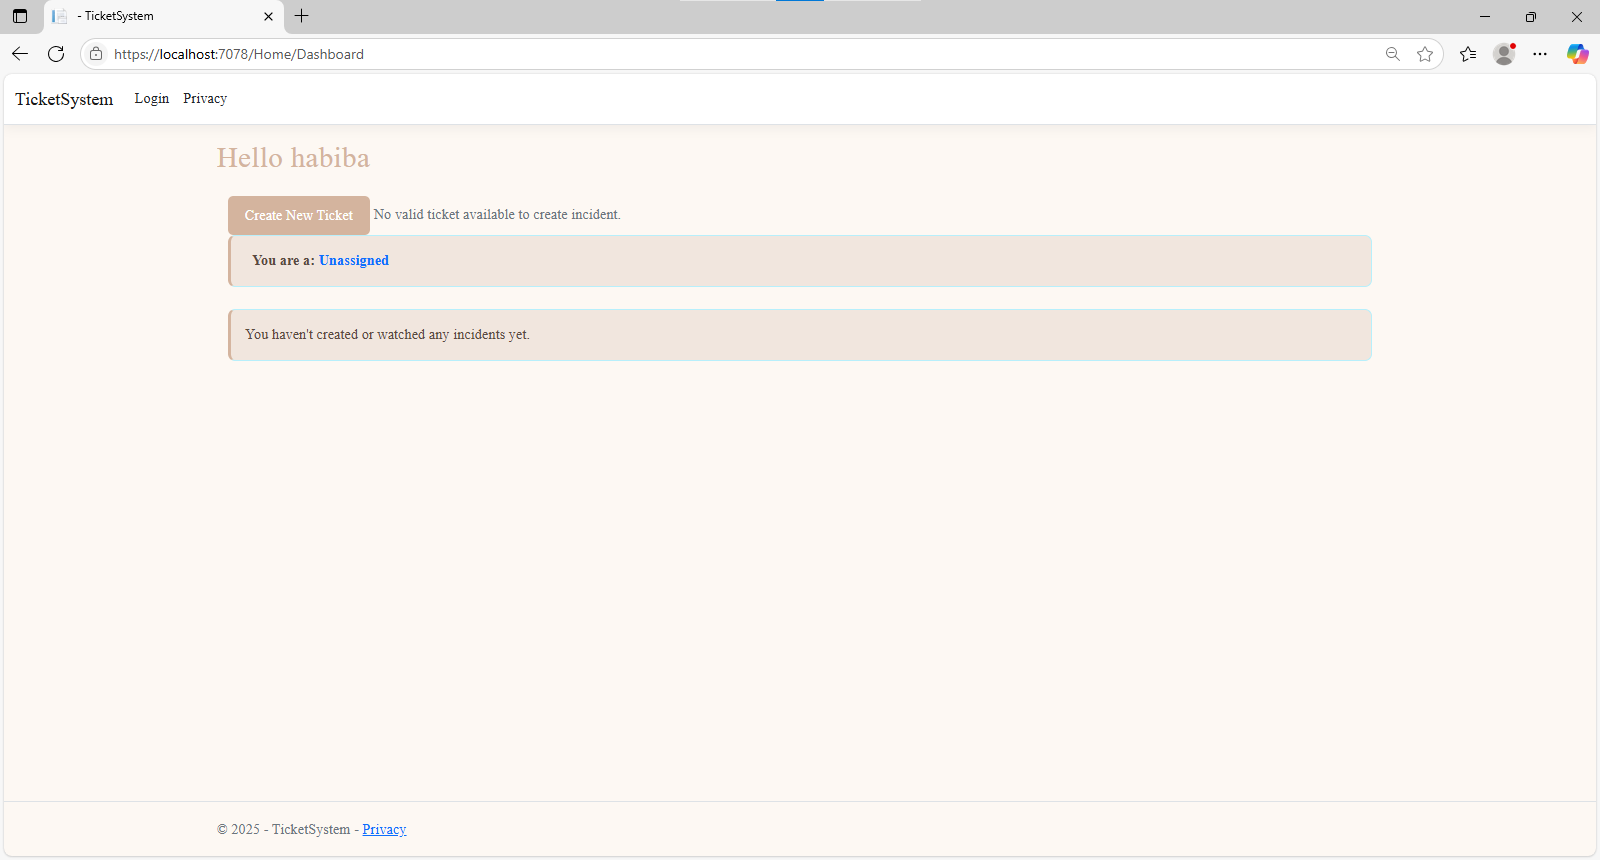 - TicketSystem
https://localhost:7078/Home/Dashboard
TicketSystem Login Privacy
Hello habiba
Create New Ticket No valid ticket available to create incident.
You are a: Unassigned
You haven't created or watched any incidents yet.
© 2025 - TicketSystem - Privacy